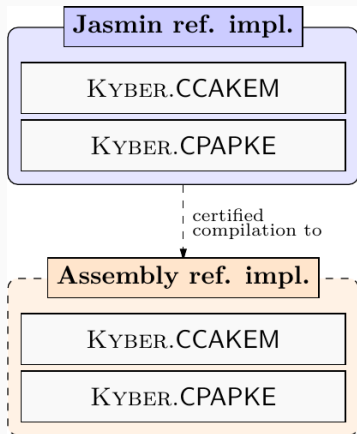 Jasmin ref. impl.
KYBER.CCAKEM
KYBER.CPAPKE
certified
compilation to
Assembly ref. impl.
KYBER.CCAKEM
KYBER.CPAPKE